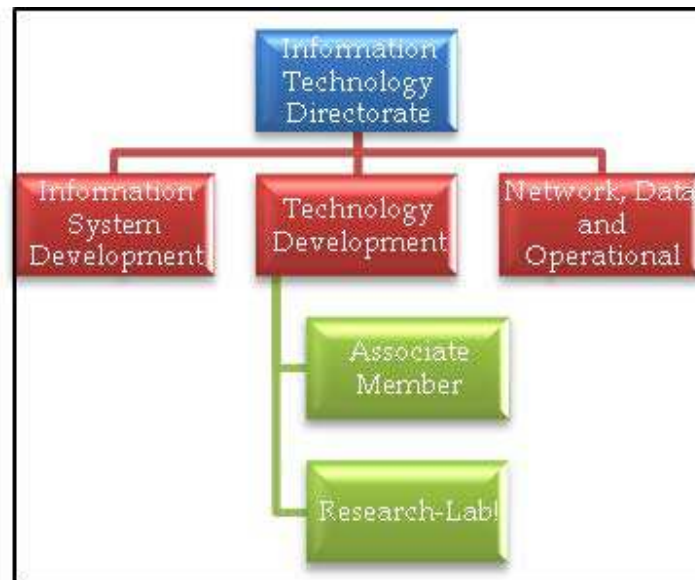 Information
Technology
Directorate
Information
System
Development
Technology
Development
Network, Data
and
Operational
Associate
Member
Research-Lab!